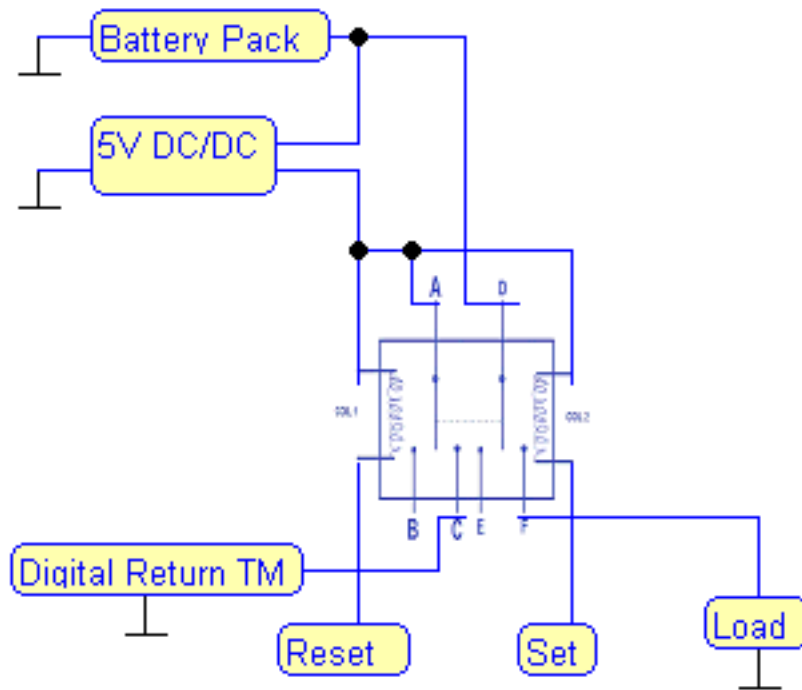 Battery Pack
5V DC/DC
A
D
COIL1
COIL2
B
C
E
F
Digital Return TM
Reset
Set
Load